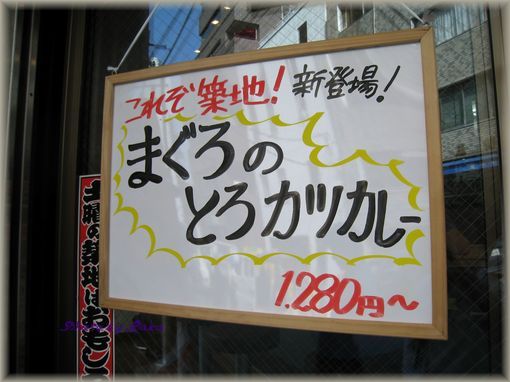 これぞ築地! 新登場!
まぐろの
とろカツカレー
1.280円〜
土曜の築地はおもしろ